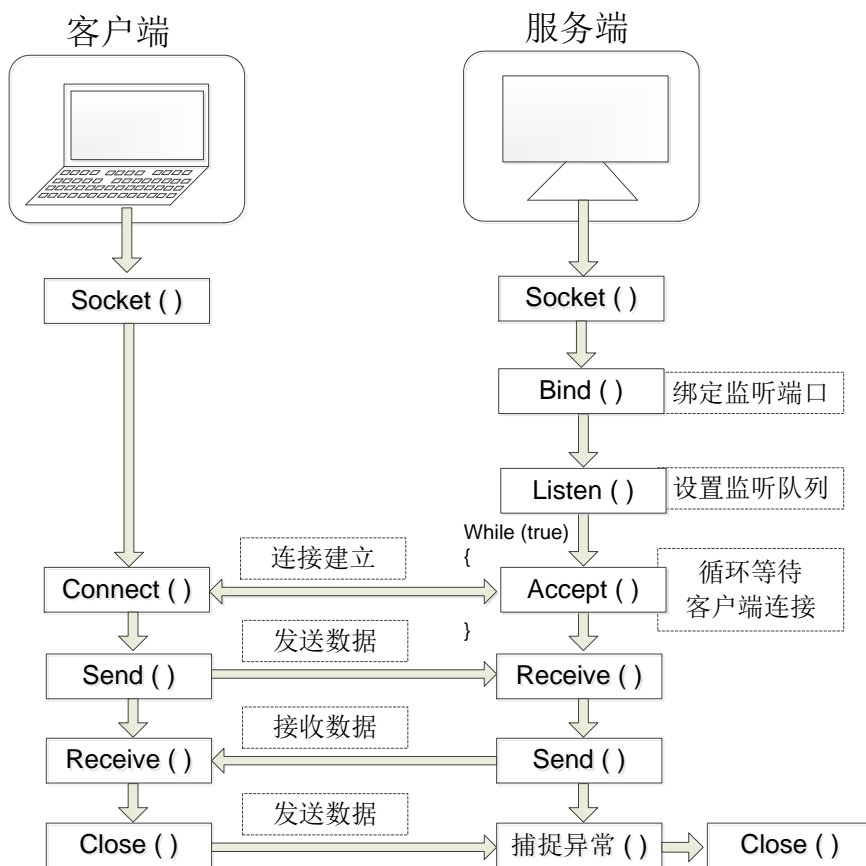 客户端
服务端
Socket ( )
Socket ( )
Bind ( )
绑定监听端口
Listen ( )
设置监听队列
While (true)
{
连接建立
Connect ( )
Accept ( )
循环等待
客户端连接
}
发送数据
Send ( )
Receive ( )
接收数据
Receive ( )
Send ( )
发送数据
Close ( )
捕捉异常 ( )
Close ( )